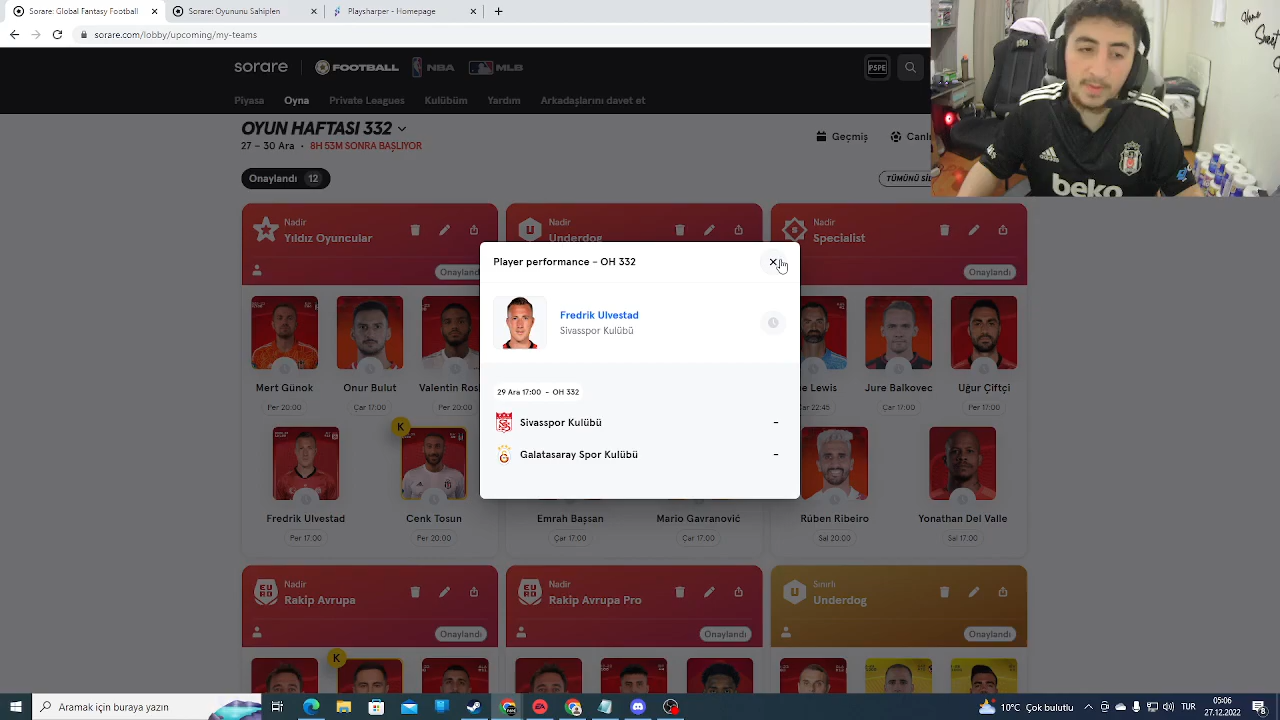 Sorare: Global Fantasy Football
Sorare: Oyununu Sahiplen
Playsharper - Homepage
sorare.com/lobby/upcoming/my-teams
sorare
FOOTBALL
NBA
MLB
Piyasa
Oyna
Private Leagues
Kulübüm
Yardım
Arkadaşlarını davet et
OYUN HAFTASI 332
27 – 30 Ara • 8H 53M SONRA BAŞLIYOR
Geçmiş
Onaylandı 12
Nadir
Yıldız Oyuncular
Nadir
Underdog
Nadir
Specialist
Player performance – OH 332
Fredrik Ulvestad
Sivasspor Kulübü
29 Ara 17:00 – OH 332
Sivasspor Kulübü -
Galatasaray Spor Kulübü -
Onaylandı
Mert Günok
Onur Bulut
Jure Balkovec
Uğur Çiftçi
Per 20:00
Çar 17:00
Per 20:00
Çar 17:00
Per 17:00
K
Fredrik Ulvestad
Cenk Tosun
Emrah Başsan
Mario Gavranović
Rúben Ribeiro
Yonathan Del Valle
Per 17:00
Per 20:00
Çar 17:00
Çar 17:00
Sal 20:00
Sal 17:00
Nadir
Rakip Avrupa
Nadir
Rakip Avrupa Pro
Sınırlı
Underdog
Onaylandı
Onaylandı
Onaylandı
K
beko
adidas
Aramak için buraya yazın
10°C Çok bulutlu
TUR
05:06
27.12.2022